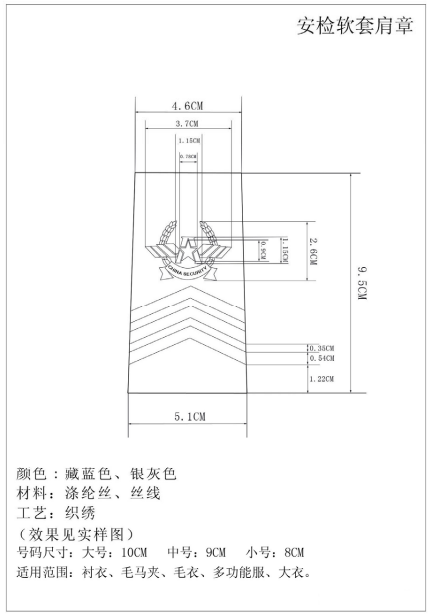 安检软套肩章
4.6CM
3.7CM
1.15CM
0.78CM
0.9CM
1.15CM
2.6CM
9.5CM
CHINA SECURITY
0.35CM
0.54CM
1.22CM
5.1CM
颜色：藏蓝色、银灰色
材料：涤纶丝、丝线
工艺：织绣
（效果见实样图）
号码尺寸：大号：10CM 中号：9CM 小号：8CM
适用范围：衬衣、毛马夹、毛衣、多功能服、大衣。